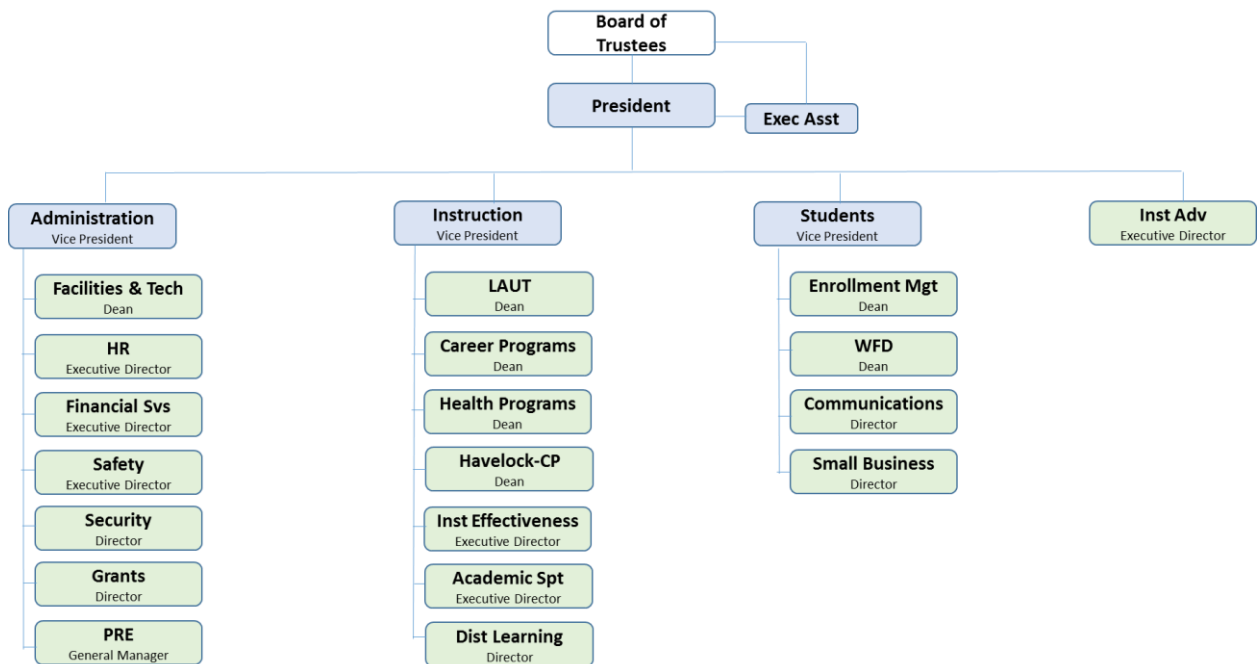 Board of
Trustees
President
Exec Asst
Administration
Vice President
Facilities & Tech
Dean
HR
Executive Director
Financial Svs
Executive Director
Safety
Executive Director
Security
Director
Grants
Director
PRE
General Manager
Instruction
Vice President
LAUT
Dean
Career Programs
Dean
Health Programs
Dean
Havelock-CP
Dean
Inst Effectiveness
Executive Director
Academic Spt
Executive Director
Dist Learning
Director
Students
Vice President
Enrollment Mgt
Dean
WFD
Dean
Communications
Director
Small Business
Director
Inst Adv
Executive Director